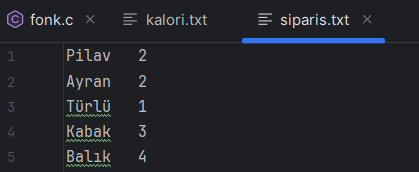 fonk.c kalori.txt siparis.txt
1 Pilav 2
2 Ayran 2
3 Türlü 1
4 Kabak 3
5 Balık 4